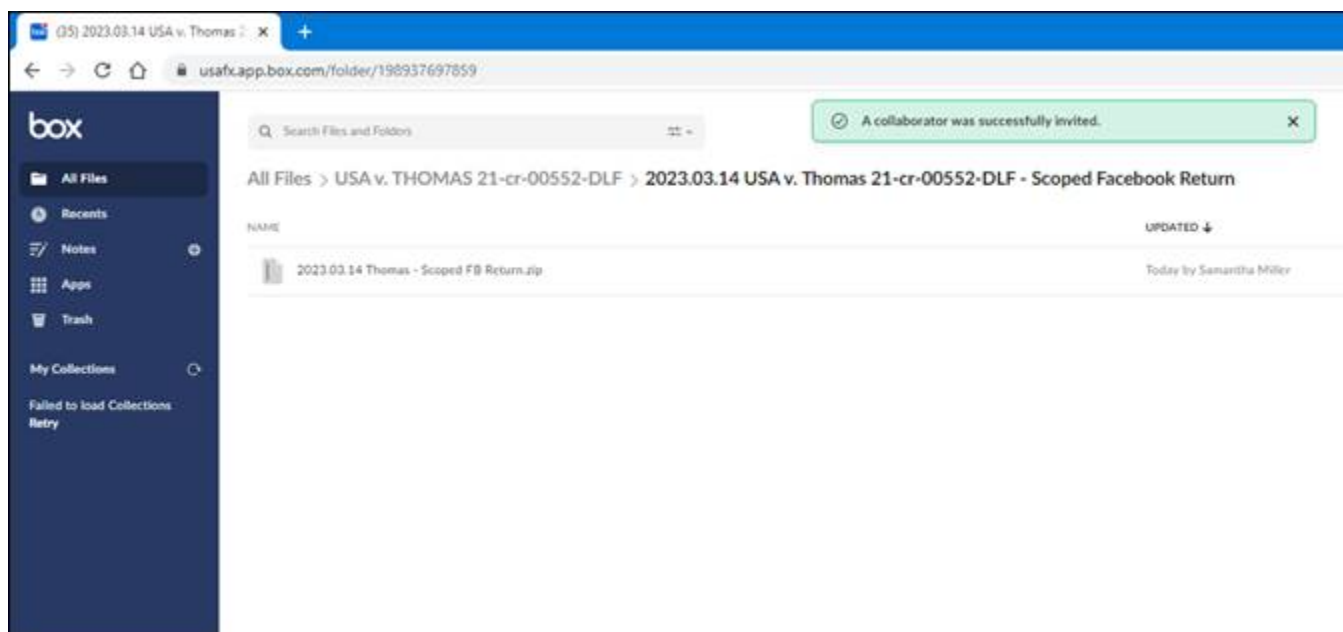 (35) 2023.03.14 USA v. Thomas 2
usafx.app.box.com/folder/198937697859
box
Search Files and Folders
A collaborator was successfully invited.
All Files
All Files > USA v. THOMAS 21-cr-00552-DLF > 2023.03.14 USA v. Thomas 21-cr-00552-DLF - Scoped Facebook Return
Recents
NAME
UPDATED
Notes
2023.03.14 Thomas - Scoped FB Return.zip
Today by Samantha Miller
Apps
Trash
My Collections
Failed to load Collections
Retry